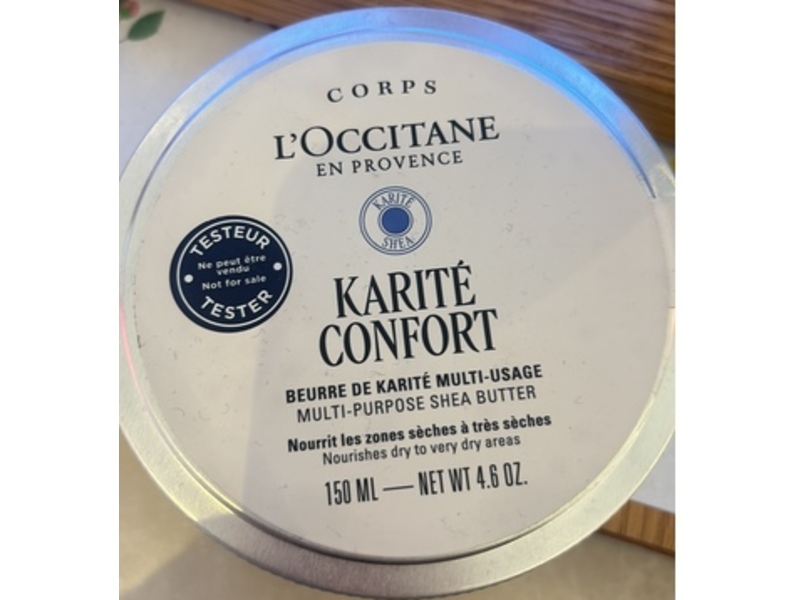 CORPS
L'OCCITANE
EN PROVENCE
KARITÉ
SHEA
TESTEUR
Ne peut être
vendu
Not for sale
TESTER
KARITÉ
CONFORT
BEURRE DE KARITÉ MULTI-USAGE
MULTI-PURPOSE SHEA BUTTER
Nourrit les zones sèches à très sèches
Nourishes dry to very dry areas
150 ML — NET WT 4.6 OZ.